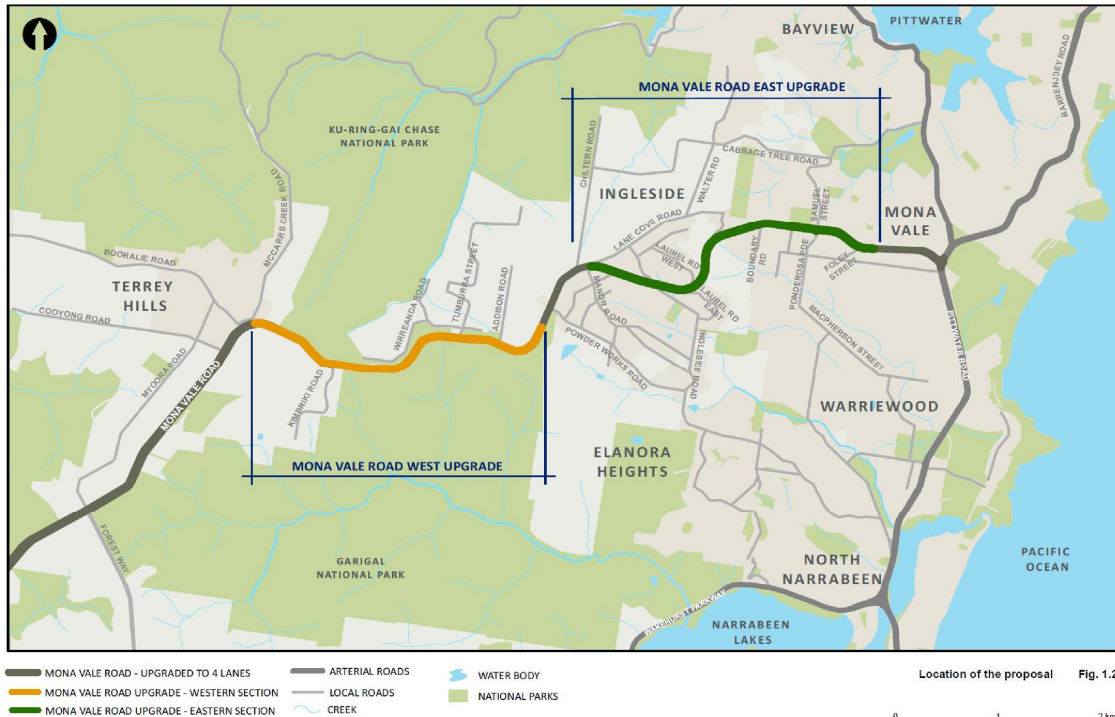 BAYVIEW
PITTWATER
BARRENJOEY ROAD
MONA VALE ROAD EAST UPGRADE
KU-RING-GAI CHASE
NATIONAL PARK
CHILTERN ROAD
CABBAGE TREE ROAD
WALTER RD
INGLESIDE
SAMUEL
STREET
MONA
VALE
MCCARRS CREEK ROAD
LANE COVE ROAD
BOORALIE ROAD
TERREY
HILLS
COOYONG ROAD
WIRREANDA ROAD
TUMBURRA STREET
ADDISON ROAD
LAUREL RD
WEST
BOUNDARY
RD
PONDEROSA PDE
FOLEY
STREET
MANOR ROAD
LAUREL RD
EAST
POWDER WORKS ROAD
INGLESIDE ROAD
MACPHERSON STREET
PITTWATER ROAD
MYOORA ROAD
MONA VALE ROAD
KIMBRIKI ROAD
WARRIEWOOD
MONA VALE ROAD WEST UPGRADE
ELANORA
HEIGHTS
FOREST WAY
GARIGAL
NATIONAL PARK
NORTH
NARRABEEN
PACIFIC
OCEAN
WAKEHURST PARKWAY
NARRABEEN
LAKES
MONA VALE ROAD - UPGRADED TO 4 LANES
MONA VALE ROAD UPGRADE - WESTERN SECTION
MONA VALE ROAD UPGRADE - EASTERN SECTION
ARTERIAL ROADS
LOCAL ROADS
CREEK
WATER BODY
NATIONAL PARKS
Location of the proposal Fig. 1.2
0 1 2 km